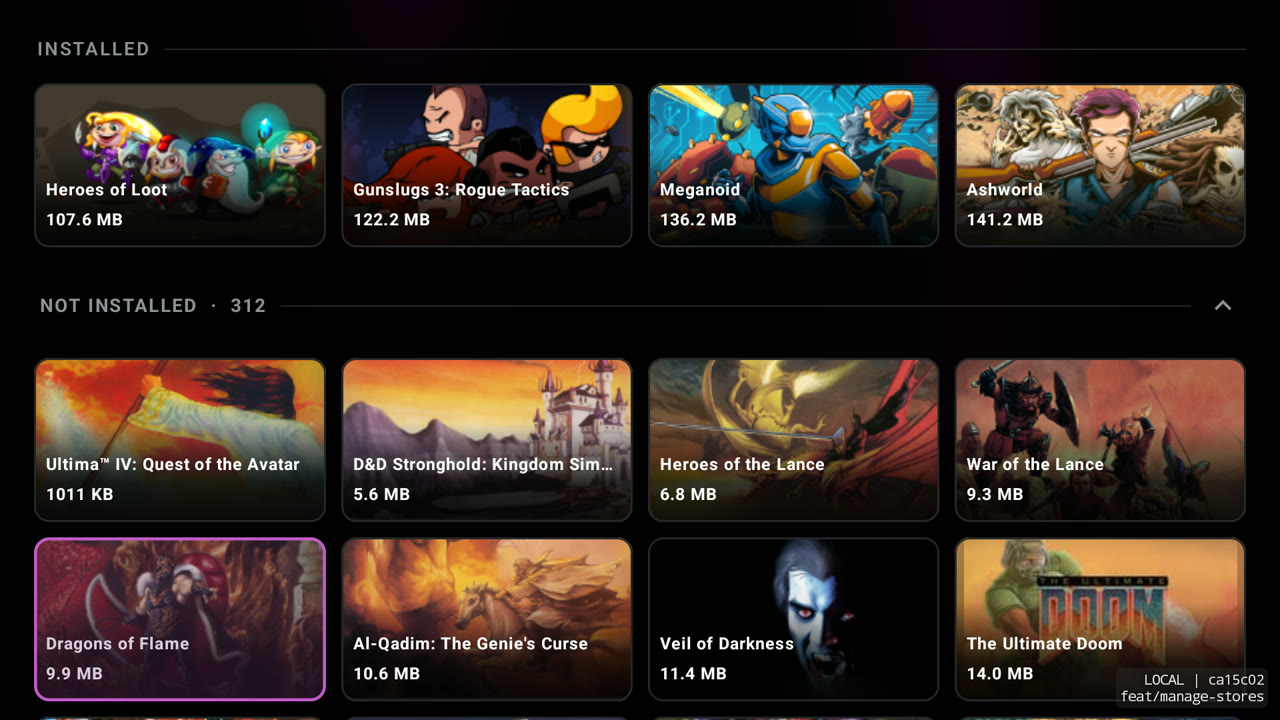 INSTALLED
Heroes of Loot
107.6 MB
Gunslugs 3: Rogue Tactics
122.2 MB
Meganoid
136.2 MB
Ashworld
141.2 MB
NOT INSTALLED · 312
Ultima™ IV: Quest of the Avatar
1011 KB
D&D Stronghold: Kingdom Sim...
5.6 MB
Heroes of the Lance
6.8 MB
War of the Lance
9.3 MB
Dragons of Flame
9.9 MB
Al-Qadim: The Genie's Curse
10.6 MB
Veil of Darkness
11.4 MB
THE ULTIMATE
DOOM
The Ultimate Doom
14.0 MB
LOCAL | ca15c02
feat/manage-stores